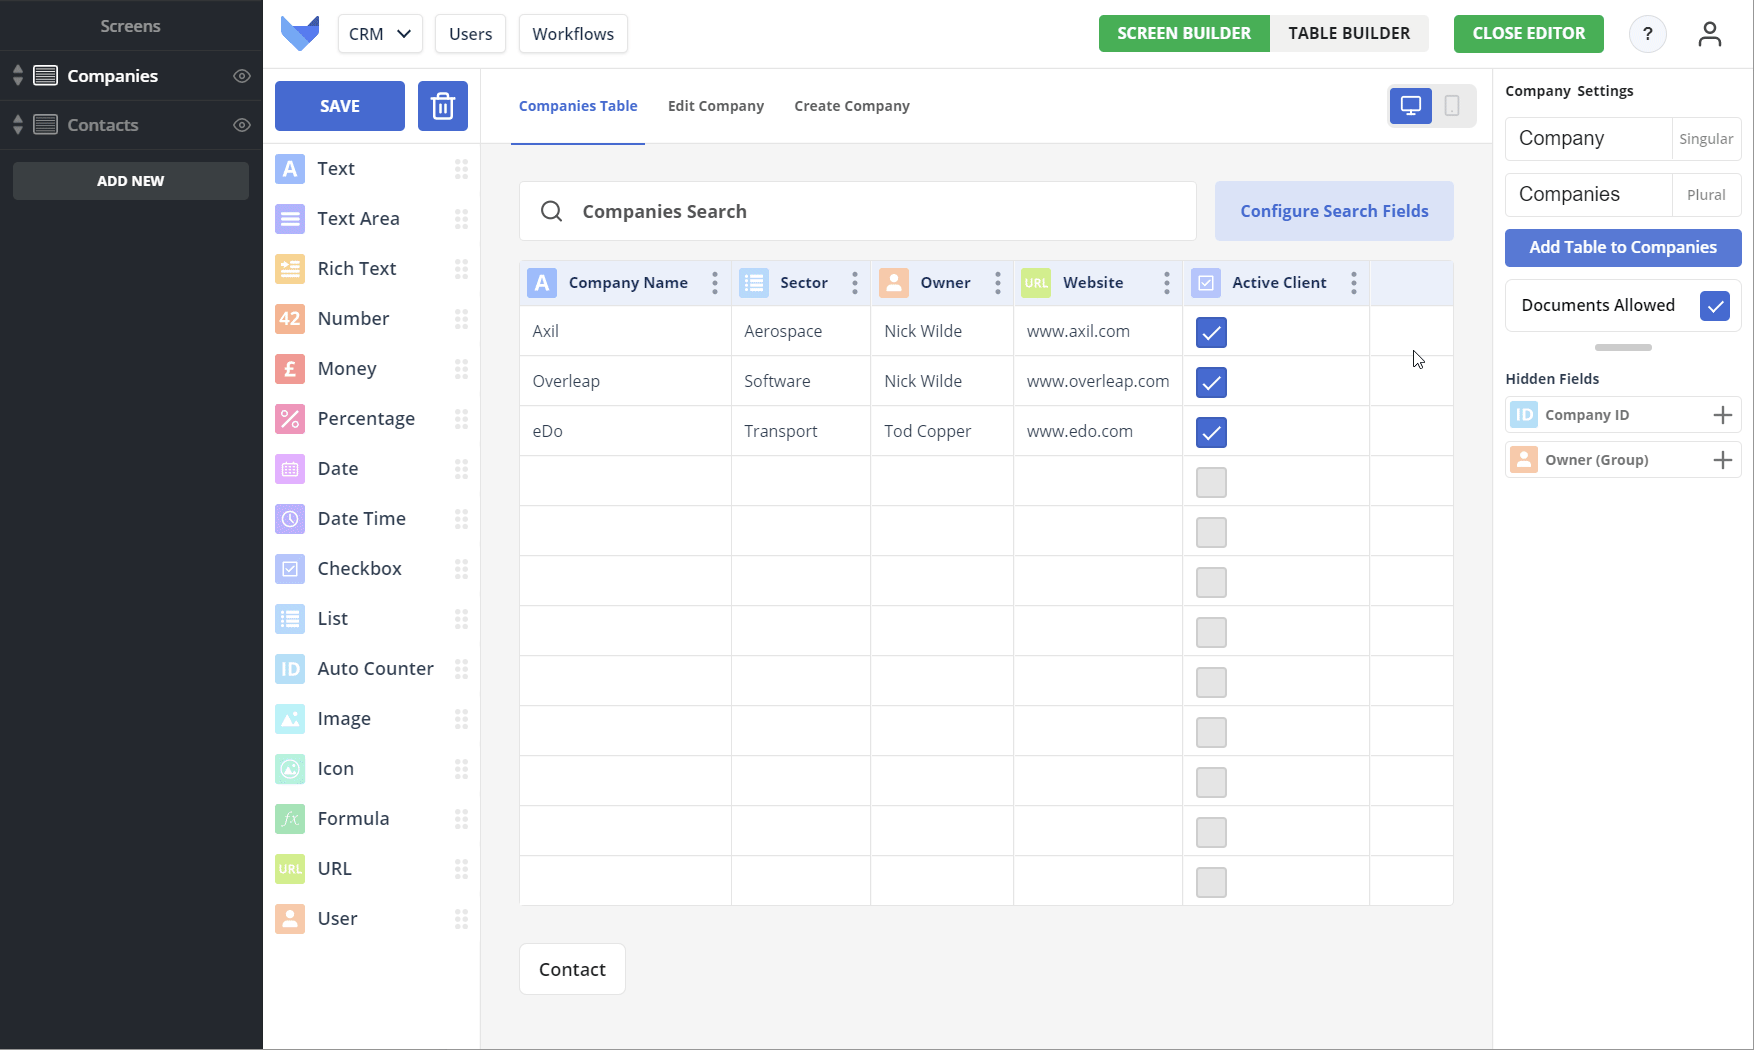 Screens
Companies
Contacts
ADD NEW
CRM
Users
Workflows
SCREEN BUILDER
TABLE BUILDER
CLOSE EDITOR
?
SAVE
A Text
Text Area
Rich Text
42 Number
£ Money
Percentage
Date
Date Time
Checkbox
List
ID Auto Counter
Image
Icon
fx Formula
URL URL
User
Companies Table
Edit Company
Create Company
Companies Search
Configure Search Fields
A Company Name Sector Owner URL Website Active Client
Axil Aerospace Nick Wilde www.axil.com
Overleap Software Nick Wilde www.overleap.com
eDo Transport Tod Copper www.edo.com
Contact
Company Settings
Company Singular
Companies Plural
Add Table to Companies
Documents Allowed
Hidden Fields
ID Company ID
Owner (Group)